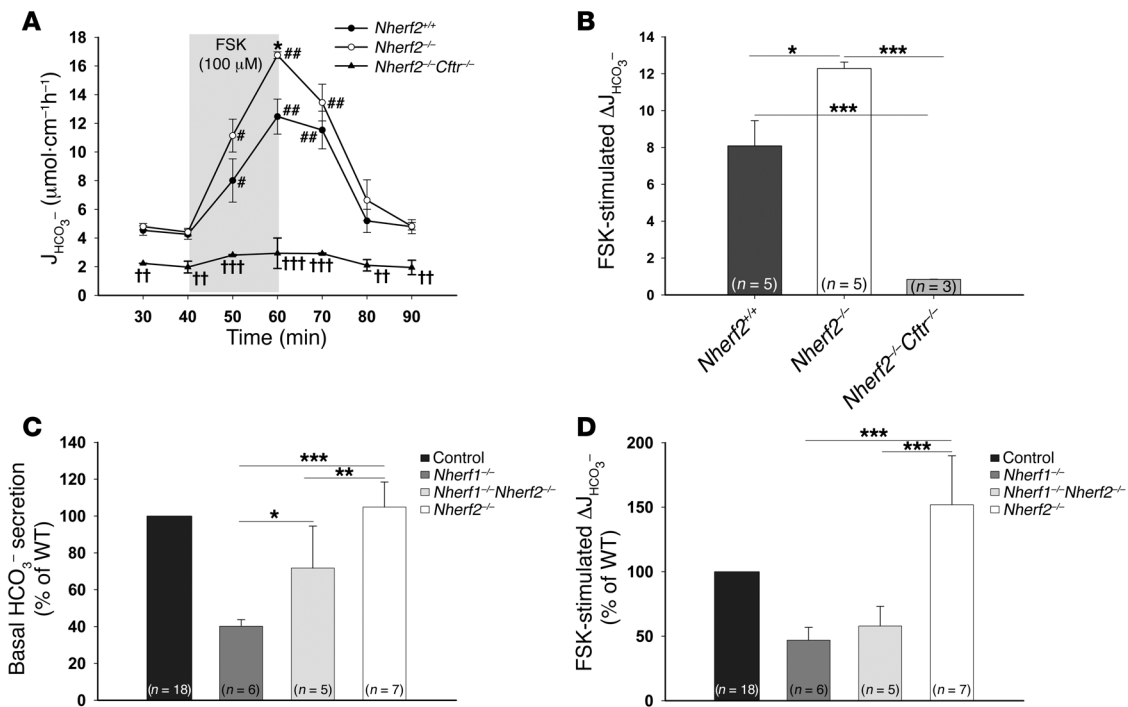 A
Nherf2+/+
Nherf2–/–
Nherf2–/–Cftr–/–
FSK
(100 μM)
18
16
14
12
10
8
6
4
2
0
JHCO3– (μmol·cm–1h–1)
*
##
##
##
##
#
#
††
††
†††
†††
†††
††
††
30 40 50 60 70 80 90
Time (min)
B
14
12
10
8
6
4
2
0
FSK-stimulated ΔJHCO3–
*
***
***
(n = 5)
(n = 5)
(n = 3)
Nherf2+/+
Nherf2–/–
Nherf2–/–Cftr–/–
C
140
120
100
80
60
40
20
0
Basal HCO3– secretion
(% of WT)
***
**
*
(n = 18)
(n = 6)
(n = 5)
(n = 7)
Control
Nherf1–/–
Nherf1–/–Nherf2–/–
Nherf2–/–
D
200
150
100
50
0
FSK-stimulated ΔJHCO3–
(% of WT)
***
***
(n = 18)
(n = 6)
(n = 5)
(n = 7)
Control
Nherf1–/–
Nherf1–/–Nherf2–/–
Nherf2–/–